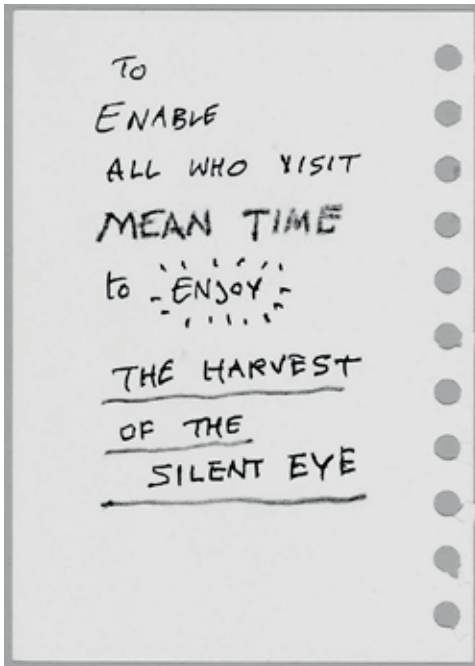 To
ENABLE
ALL WHO VISIT
MEAN TIME
to ENJOY
THE HARVEST
OF THE
SILENT EYE